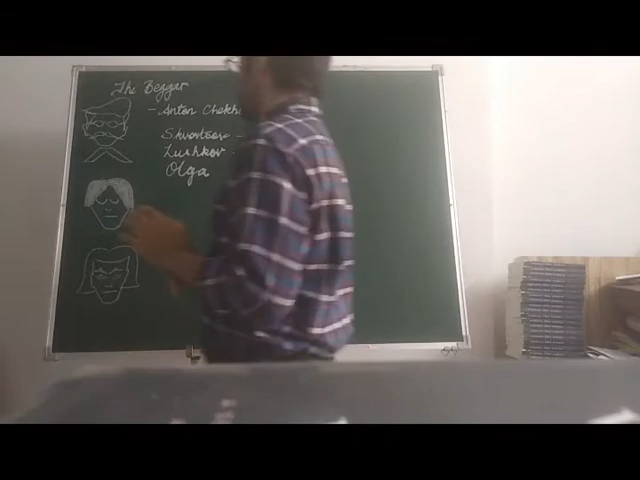 The Beggar
- Anton Chekh
Skvortsov -
Lushkov -
Olga